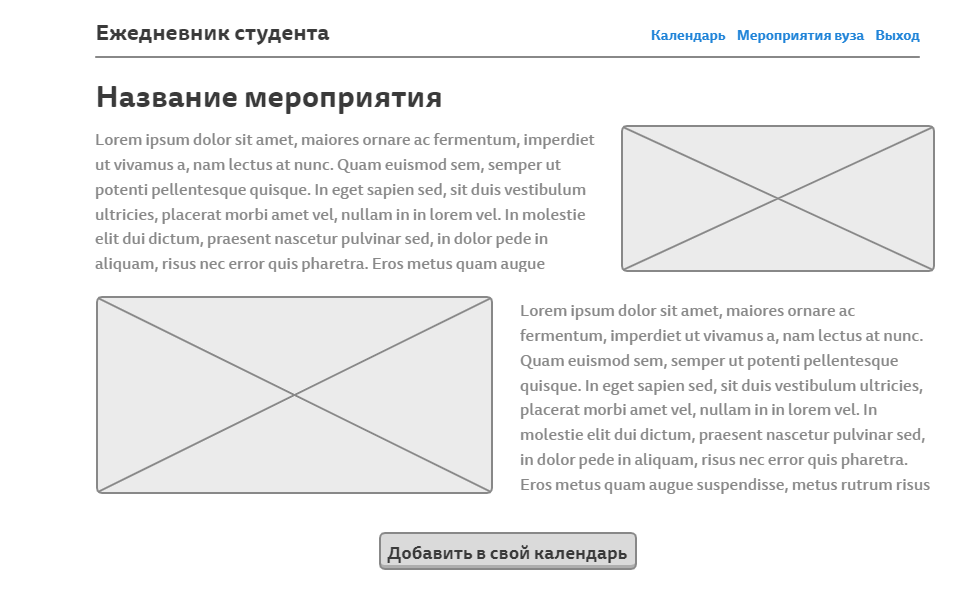 Ежедневник студента
Календарь Мероприятия вуза Выход
Название мероприятия
Lorem ipsum dolor sit amet, maiores ornare ac fermentum, imperdiet
ut vivamus a, nam lectus at nunc. Quam euismod sem, semper ut
potenti pellentesque quisque. In eget sapien sed, sit duis vestibulum
ultricies, placerat morbi amet vel, nullam in in lorem vel. In molestie
elit dui dictum, praesent nascetur pulvinar sed, in dolor pede in
aliquam, risus nec error quis pharetra. Eros metus quam augue
Lorem ipsum dolor sit amet, maiores ornare ac
fermentum, imperdiet ut vivamus a, nam lectus at nunc.
Quam euismod sem, semper ut potenti pellentesque
quisque. In eget sapien sed, sit duis vestibulum ultricies,
placerat morbi amet vel, nullam in in lorem vel. In
molestie elit dui dictum, praesent nascetur pulvinar sed,
in dolor pede in aliquam, risus nec error quis pharetra.
Eros metus quam augue suspendisse, metus rutrum risus
Добавить в свой календарь